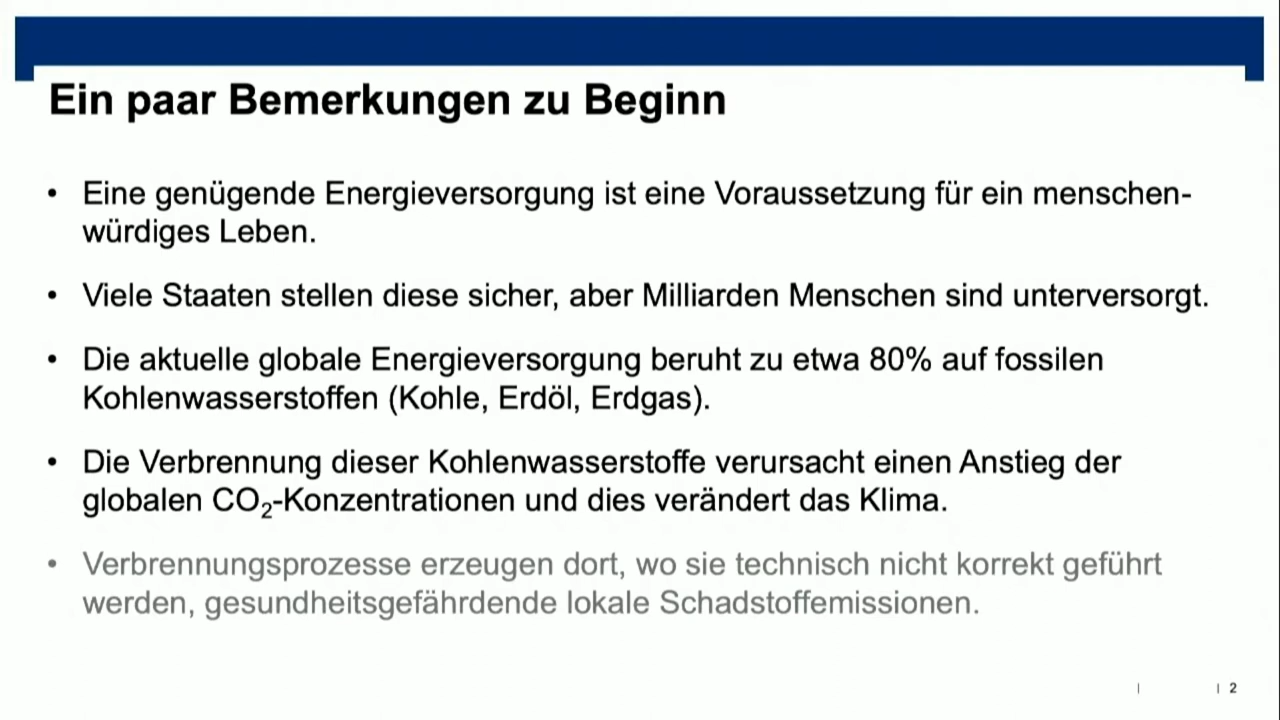 Ein paar Bemerkungen zu Beginn
• Eine genügende Energieversorgung ist eine Voraussetzung für ein menschen-
würdiges Leben.
• Viele Staaten stellen diese sicher, aber Milliarden Menschen sind unterversorgt.
• Die aktuelle globale Energieversorgung beruht zu etwa 80% auf fossilen
Kohlenwasserstoffen (Kohle, Erdöl, Erdgas).
• Die Verbrennung dieser Kohlenwasserstoffe verursacht einen Anstieg der
globalen CO₂-Konzentrationen und dies verändert das Klima.
• Verbrennungsprozesse erzeugen dort, wo sie technisch nicht korrekt geführt
werden, gesundheitsgefährdende lokale Schadstoffemissionen.
| | 2